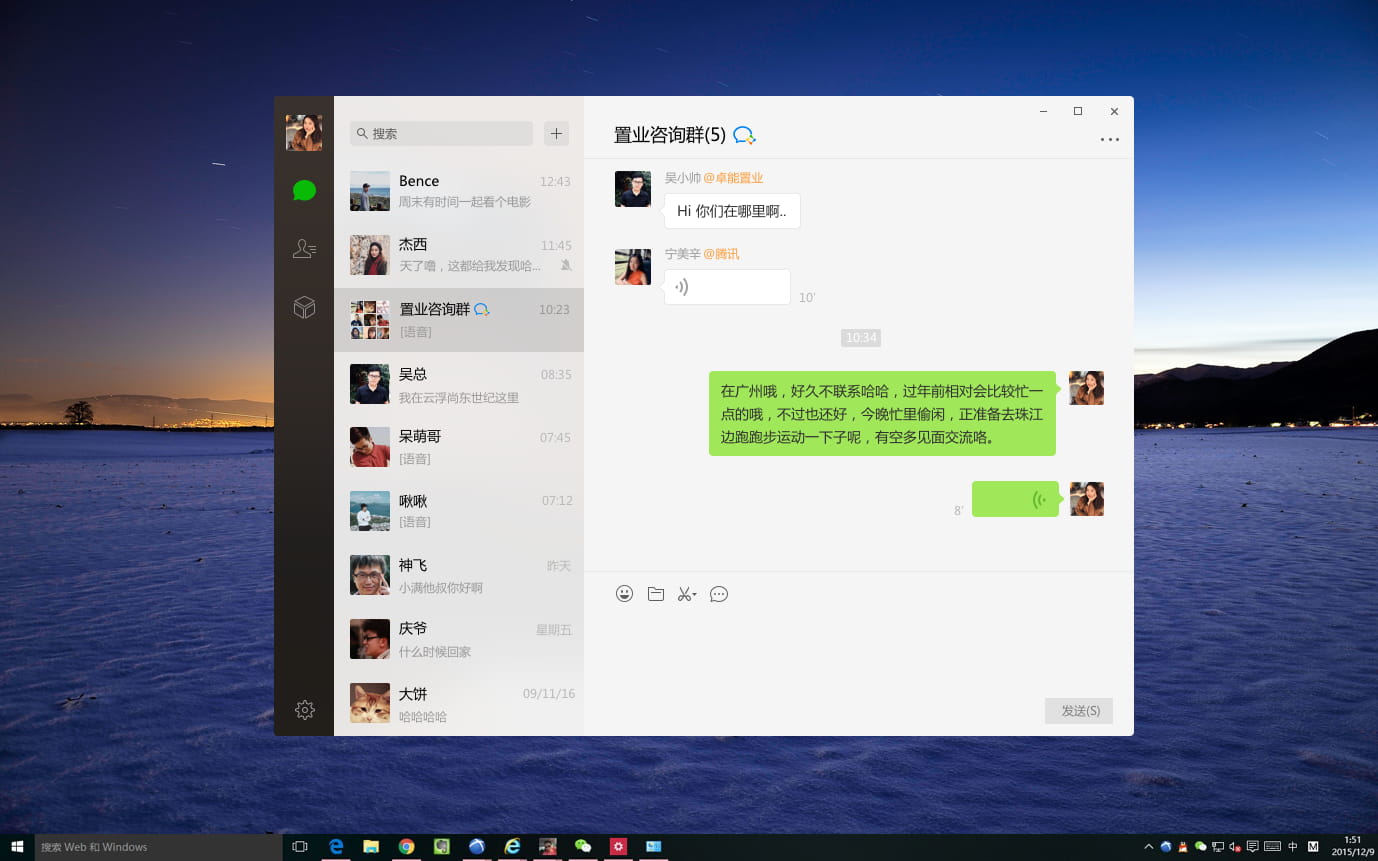 搜索
Bence 12:43
周末有时间一起看个电影
杰西 11:45
天了噜，这都给我发现哈...
置业咨询群 10:23
[语音]
吴总 08:35
我在云浮尚东世纪这里
呆萌哥 07:45
[语音]
啾啾 07:12
[语音]
神飞 昨天
小满他叔你好啊
庆爷 星期五
什么时候回家
大饼 09/11/16
哈哈哈哈
置业咨询群(5)
吴小帅 @卓能置业
Hi 你们在哪里啊..
宁美辛 @腾讯
10'
10:34
在广州哦，好久不联系哈哈，过年前相对会比较忙一
点的哦，不过也还好，今晚忙里偷闲，正准备去珠江
边跑跑步运动一下子呢，有空多见面交流咯。
8'
发送(S)
搜索 Web 和 Windows
中
M
1:51
2015/12/9